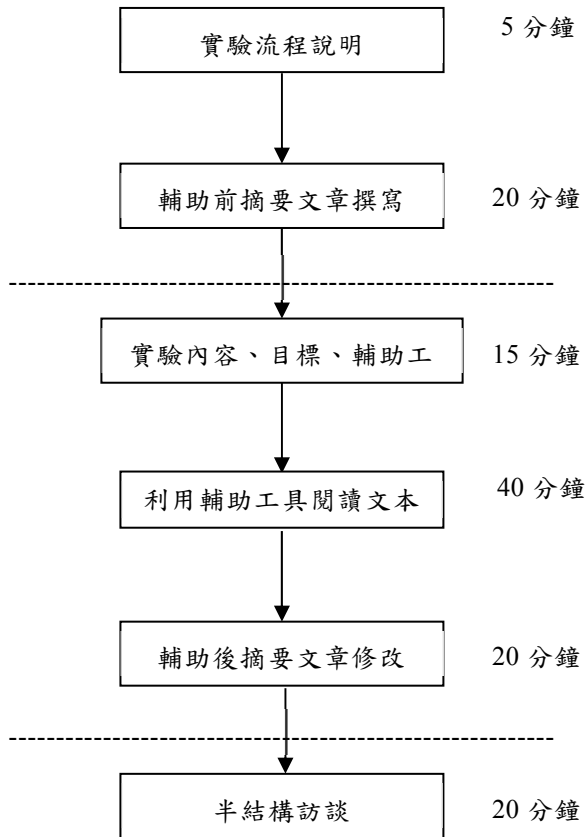 實驗流程說明 5 分鐘
輔助前摘要文章撰寫 20 分鐘
實驗內容、目標、輔助工 15 分鐘
利用輔助工具閱讀文本 40 分鐘
輔助後摘要文章修改 20 分鐘
半結構訪談 20 分鐘